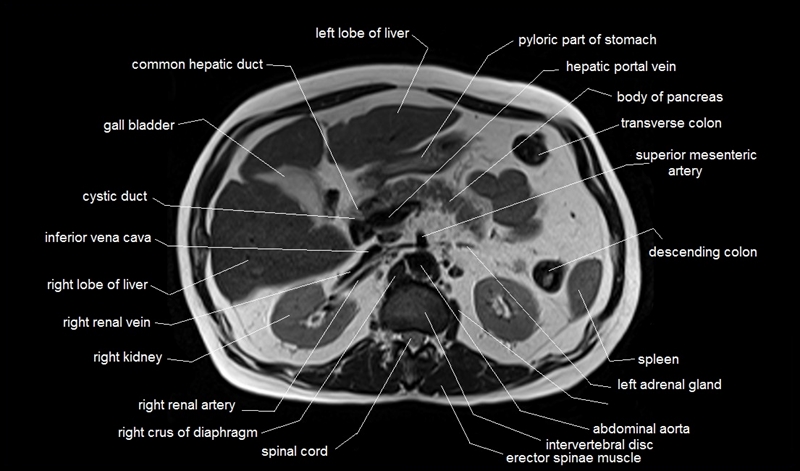 left lobe of liver
pyloric part of stomach
common hepatic duct
hepatic portal vein
body of pancreas
gall bladder
transverse colon
superior mesenteric
artery
cystic duct
inferior vena cava
descending colon
right lobe of liver
right renal vein
right kidney
spleen
left adrenal gland
right renal artery
abdominal aorta
right crus of diaphragm
intervertebral disc
spinal cord
erector spinae muscle